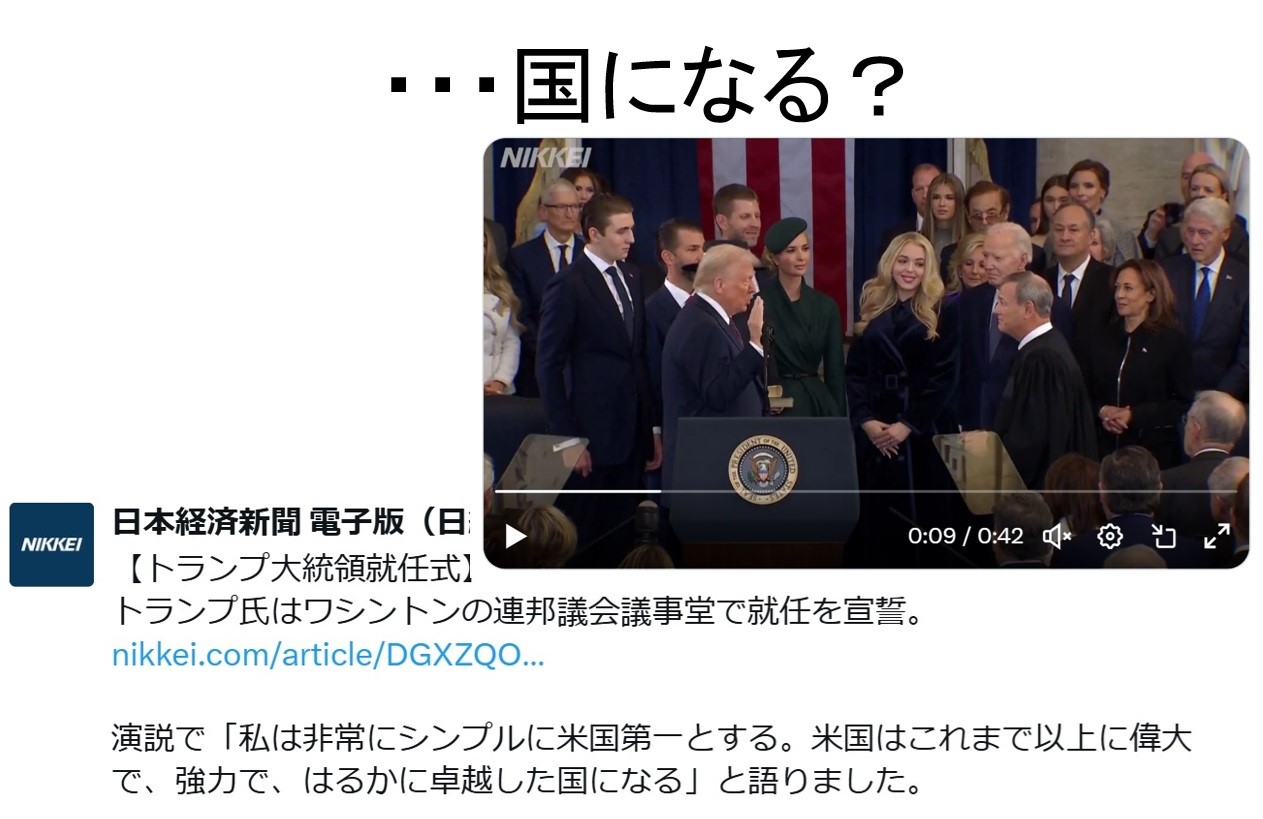 ・・・国になる？
NIKKEI
PRESIDENT OF THE UNITED STATES
0:09 / 0:42
NIKKEI
日本経済新聞 電子版（日
【トランプ大統領就任式】
トランプ氏はワシントンの連邦議会議事堂で就任を宣誓。
nikkei.com/article/DGXZQO…
演説で「私は非常にシンプルに米国第一とする。米国はこれまで以上に偉大
で、強力で、はるかに卓越した国になる」と語りました。